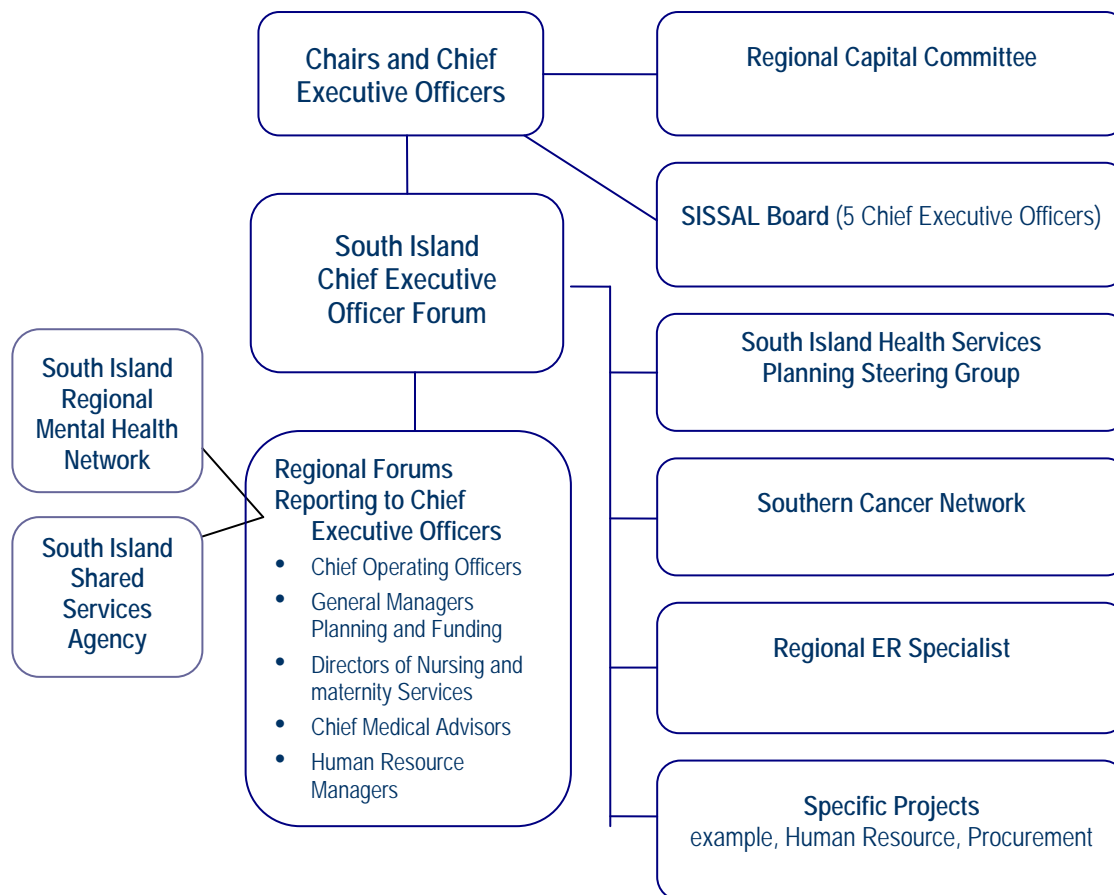 Chairs and Chief
Executive Officers
Regional Capital Committee
SISSAL Board (5 Chief Executive Officers)
South Island
Chief Executive
Officer Forum
South Island Health Services
Planning Steering Group
South Island
Regional
Mental Health
Network
Southern Cancer Network
South Island
Shared
Services
Agency
Regional Forums
Reporting to Chief
Executive Officers
• Chief Operating Officers
• General Managers
Planning and Funding
• Directors of Nursing and
maternity Services
• Chief Medical Advisors
• Human Resource
Managers
Regional ER Specialist
Specific Projects
example, Human Resource, Procurement